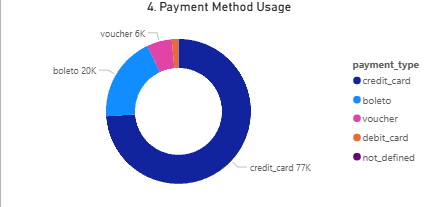 4. Payment Method Usage
voucher 6K
boleto 20K
credit_card 77K
payment_type
credit_card
boleto
voucher
debit_card
not_defined